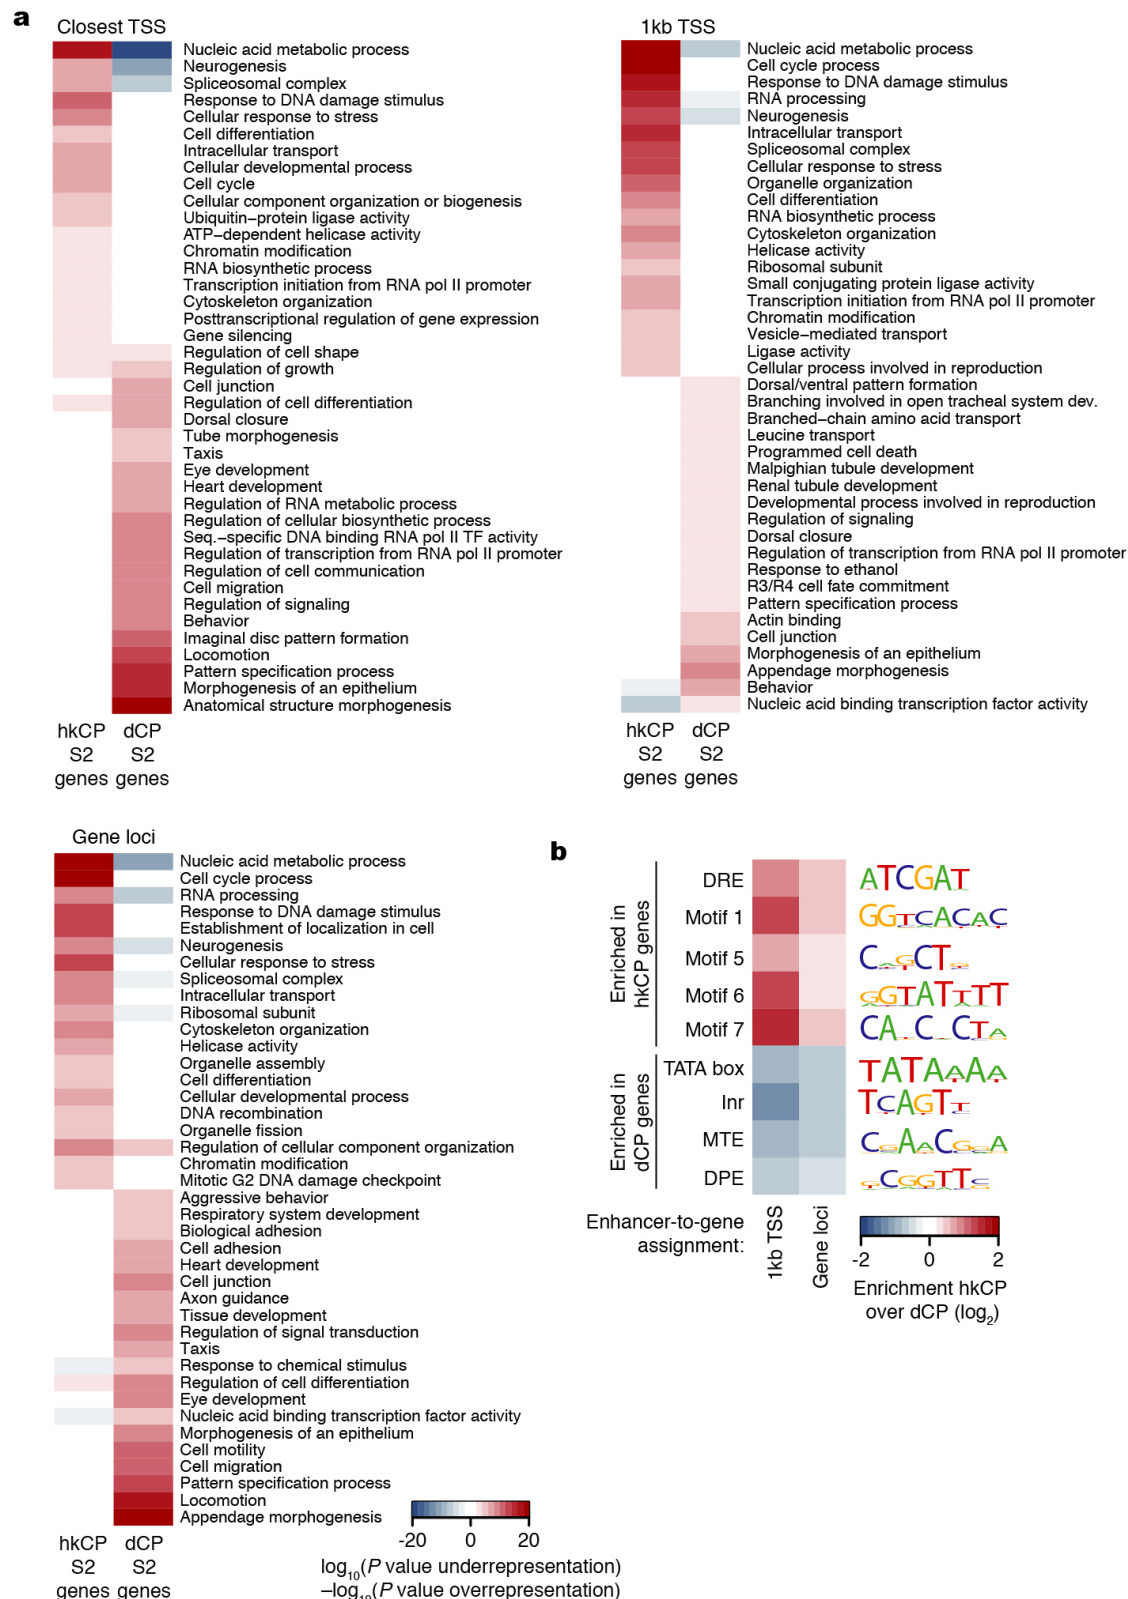 a
Closest TSS
Nucleic acid metabolic process
Neurogenesis
Spliceosomal complex
Response to DNA damage stimulus
Cellular response to stress
Cell differentiation
Intracellular transport
Cellular developmental process
Cell cycle
Cellular component organization or biogenesis
Ubiquitin−protein ligase activity
ATP−dependent helicase activity
Chromatin modification
RNA biosynthetic process
Transcription initiation from RNA pol II promoter
Cytoskeleton organization
Posttranscriptional regulation of gene expression
Gene silencing
Regulation of cell shape
Regulation of growth
Cell junction
Regulation of cell differentiation
Dorsal closure
Tube morphogenesis
Taxis
Eye development
Heart development
Regulation of RNA metabolic process
Regulation of cellular biosynthetic process
Seq.−specific DNA binding RNA pol II TF activity
Regulation of transcription from RNA pol II promoter
Regulation of cell communication
Cell migration
Regulation of signaling
Behavior
Imaginal disc pattern formation
Locomotion
Pattern specification process
Morphogenesis of an epithelium
Anatomical structure morphogenesis
hkCP dCP
S2 S2
genes genes
1kb TSS
Nucleic acid metabolic process
Cell cycle process
Response to DNA damage stimulus
RNA processing
Neurogenesis
Intracellular transport
Spliceosomal complex
Cellular response to stress
Organelle organization
Cell differentiation
RNA biosynthetic process
Cytoskeleton organization
Helicase activity
Ribosomal subunit
Small conjugating protein ligase activity
Transcription initiation from RNA pol II promoter
Chromatin modification
Vesicle−mediated transport
Ligase activity
Cellular process involved in reproduction
Dorsal/ventral pattern formation
Branching involved in open tracheal system dev.
Branched−chain amino acid transport
Leucine transport
Programmed cell death
Malpighian tubule development
Renal tubule development
Developmental process involved in reproduction
Regulation of signaling
Dorsal closure
Regulation of transcription from RNA pol II promoter
Response to ethanol
R3/R4 cell fate commitment
Pattern specification process
Actin binding
Cell junction
Morphogenesis of an epithelium
Appendage morphogenesis
Behavior
Nucleic acid binding transcription factor activity
hkCP dCP
S2 S2
genes genes
Gene loci
Nucleic acid metabolic process
Cell cycle process
RNA processing
Response to DNA damage stimulus
Establishment of localization in cell
Neurogenesis
Cellular response to stress
Spliceosomal complex
Intracellular transport
Ribosomal subunit
Cytoskeleton organization
Helicase activity
Organelle assembly
Cell differentiation
Cellular developmental process
DNA recombination
Organelle fission
Regulation of cellular component organization
Chromatin modification
Mitotic G2 DNA damage checkpoint
Aggressive behavior
Respiratory system development
Biological adhesion
Cell adhesion
Heart development
Cell junction
Axon guidance
Tissue development
Regulation of signal transduction
Taxis
Response to chemical stimulus
Regulation of cell differentiation
Eye development
Nucleic acid binding transcription factor activity
Morphogenesis of an epithelium
Cell motility
Cell migration
Pattern specification process
Locomotion
Appendage morphogenesis
hkCP dCP
S2 S2
genes genes
-20 0 20
log10(P value underrepresentation)
–log10(P value overrepresentation)
b
Enriched in
hkCP genes
DRE ATCGAT
Motif 1 GGTCACAC
Motif 5
Motif 6 GGTATTTT
Motif 7
Enriched in
dCP genes
TATA box TATAAAA
Inr
MTE
DPE
Enhancer-to-gene
assignment:
1kb TSS
Gene loci
-2 0 2
Enrichment hkCP
over dCP (log2)